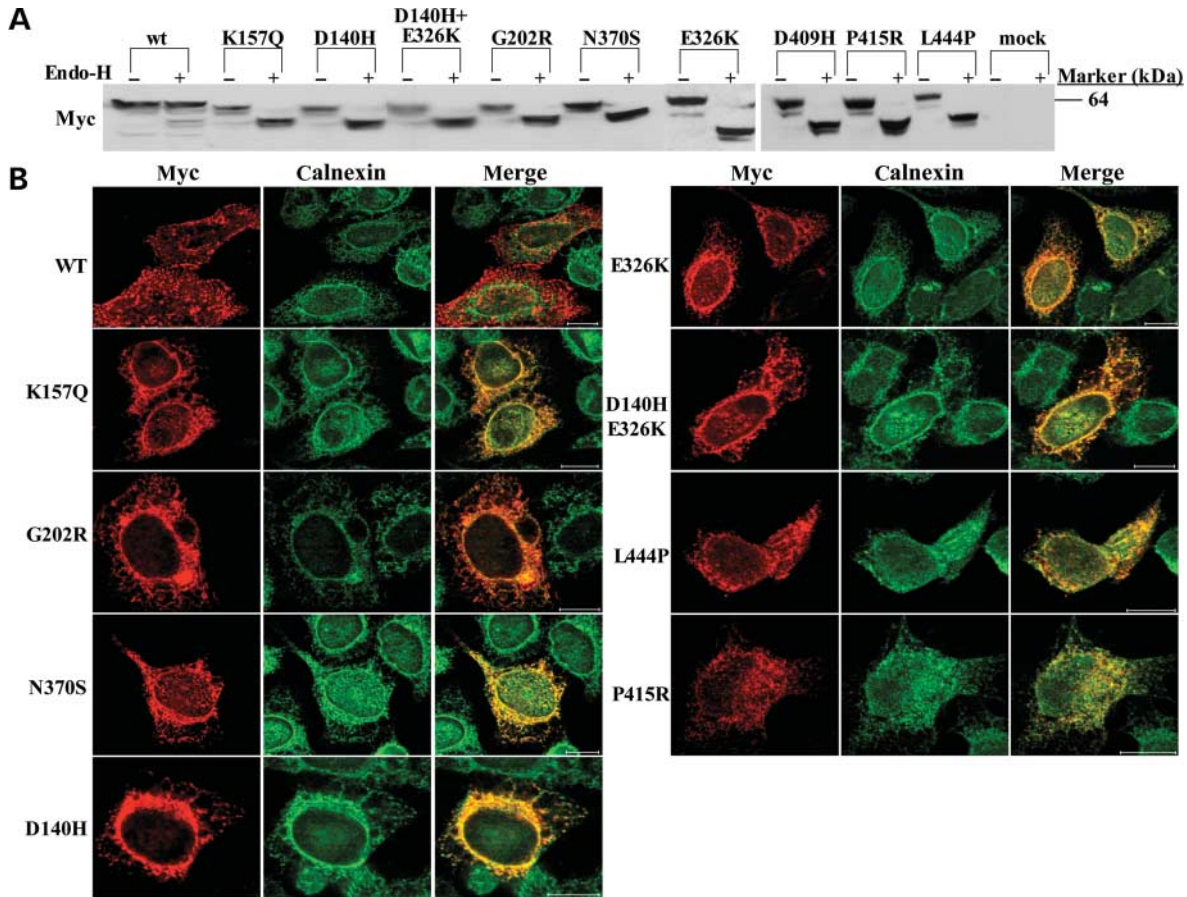 A
wt K157Q D140H D140H+ E326K G202R N370S E326K D409H P415R L444P mock
Endo-H – + – + – + – + – + – + – + – + – + – + – + Marker (kDa)
Myc 64
B
Myc Calnexin Merge
WT
K157Q
G202R
N370S
D140H
Myc Calnexin Merge
E326K
D140H
E326K
L444P
P415R